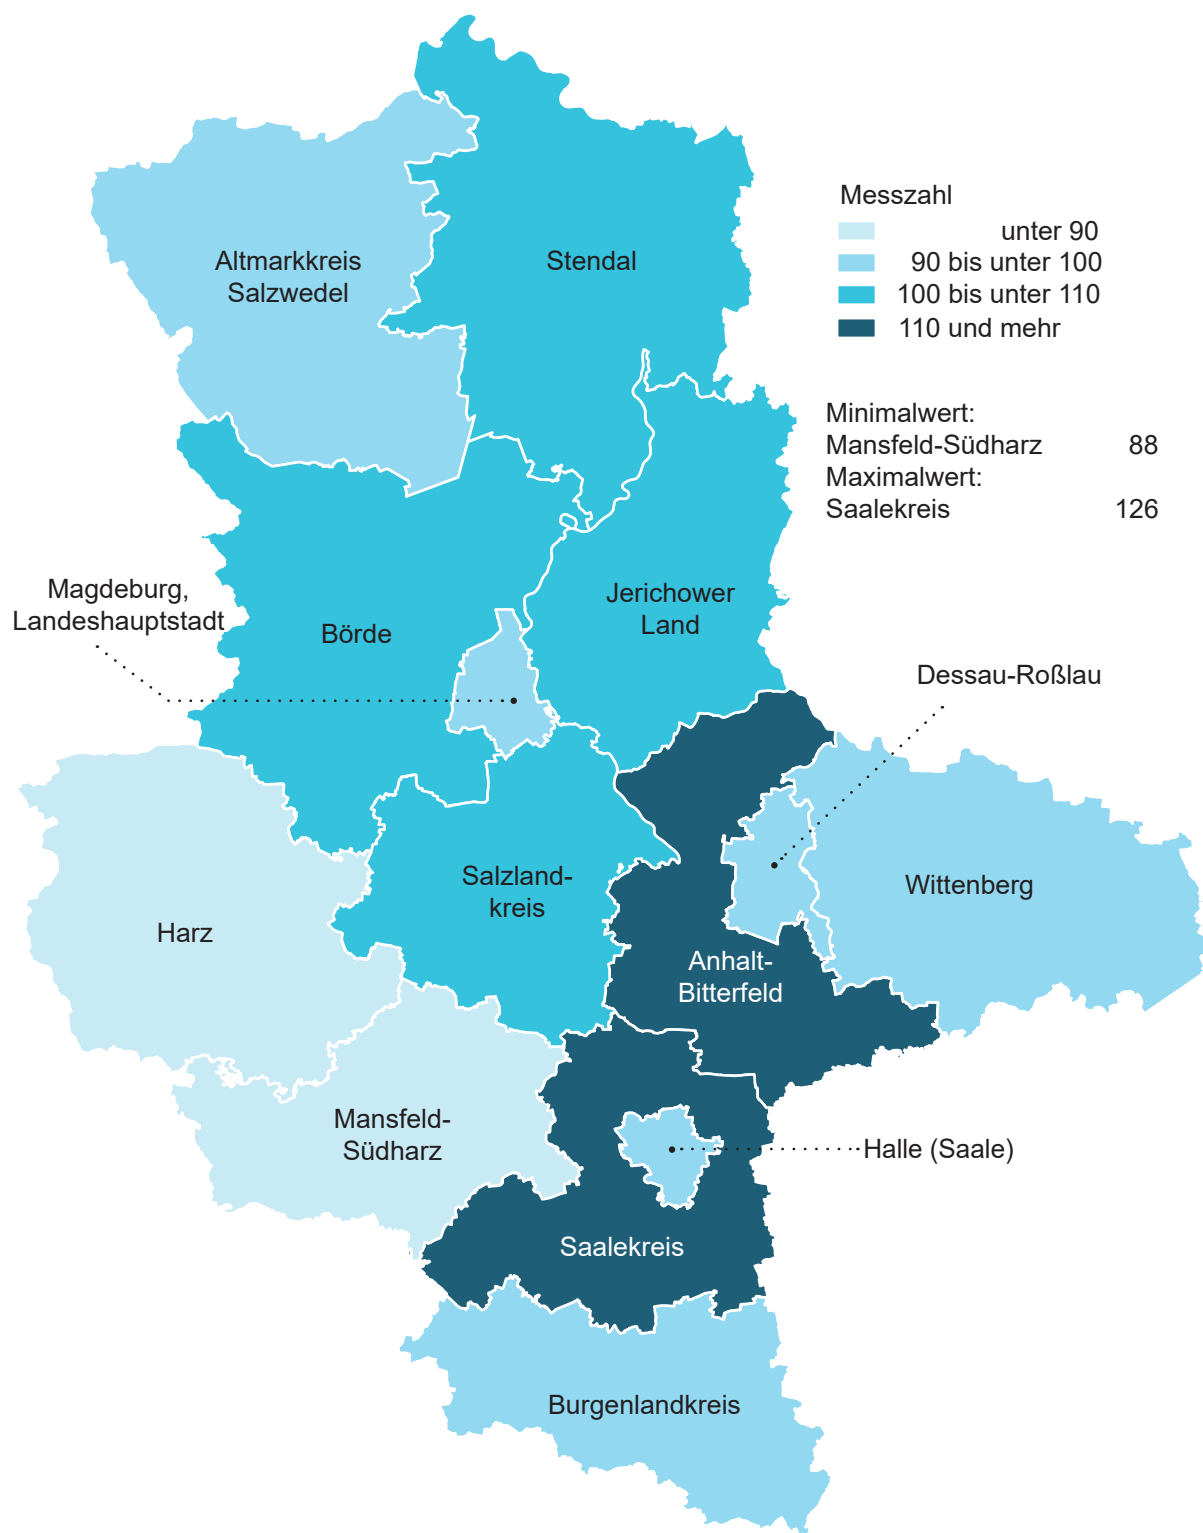 Messzahl
unter 90
90 bis unter 100
100 bis unter 110
110 und mehr
Altmarkkreis
Salzwedel
Stendal
Minimalwert:
Mansfeld-Südharz 88
Maximalwert:
Saalekreis 126
Magdeburg,
Landeshauptstadt
Börde
Jerichower
Land
Dessau-Roßlau
Salzland-
kreis
Wittenberg
Harz
Anhalt-
Bitterfeld
Mansfeld-
Südharz
Halle (Saale)
Saalekreis
Burgenlandkreis